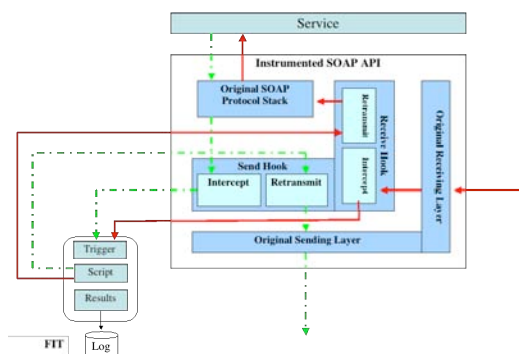 Service
Instrumented SOAP API
Original SOAP
Protocol Stack
Retransmit
Receive Hook
Original Receiving Layer
Send Hook
Intercept
Retransmit
Intercept
Original Sending Layer
Trigger
Script
Results
FIT
Log